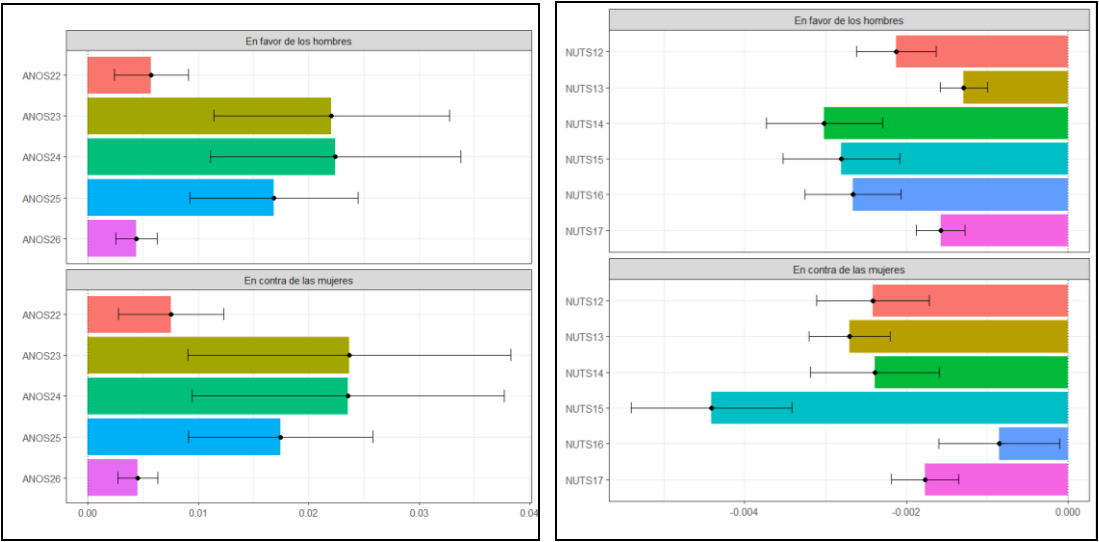 En favor de los hombres
ANOS22
ANOS23
ANOS24
ANOS25
ANOS26
En contra de las mujeres
ANOS22
ANOS23
ANOS24
ANOS25
ANOS26
0.00 0.01 0.02 0.03 0.04
En favor de los hombres
NUTS12
NUTS13
NUTS14
NUTS15
NUTS16
NUTS17
En contra de las mujeres
NUTS12
NUTS13
NUTS14
NUTS15
NUTS16
NUTS17
-0.004 -0.002 0.000